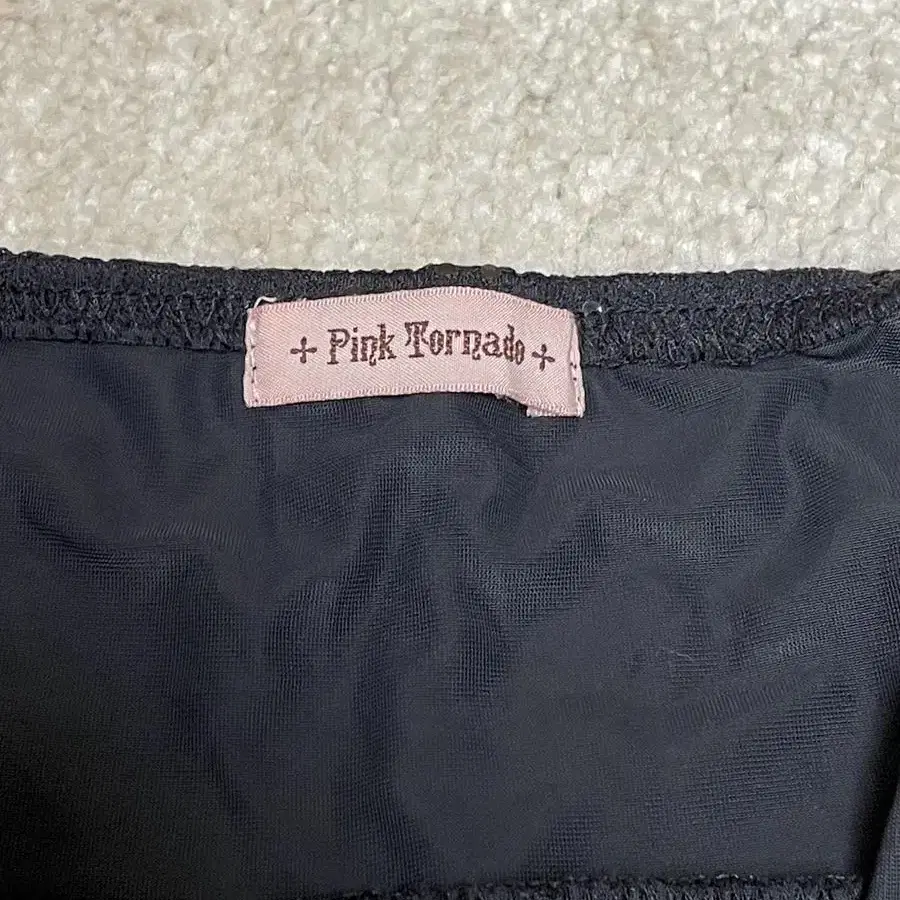 + Pink Tornado +